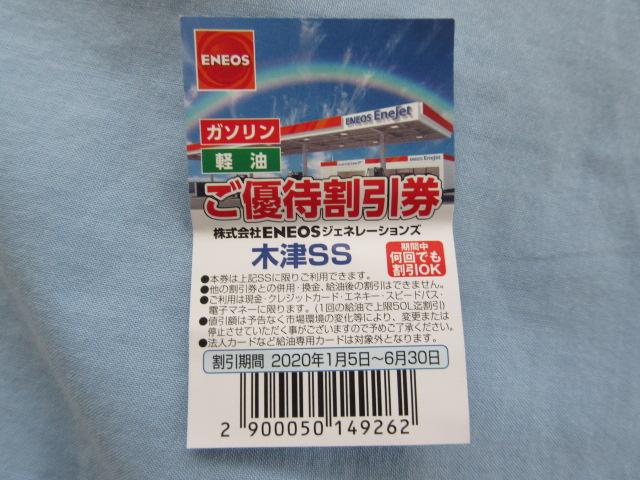 ENEOS
ENEOS EneJet
ENEOS EneJet
ガソリン
軽油
ご優待割引券
株式会社ENEOSジェネレーションズ
木津SS
期間中
何回でも
割引OK
●本券は上記SSに限りご利用できます。
●他の割引券との併用・換金、給油後の割引はできません。
●ご利用は現金・クレジットカード・エネキー・スピードパス・
電子マネーに限ります。(1回の給油で上限50L迄割引)
●値引額は予告なく市場環境の変化等により、変更または
停止させていただく事がございますので予めご了承ください。
●法人カードなど給油専用カードは対象外となります。
割引期間 2020年1月5日～6月30日
2 900050 149262